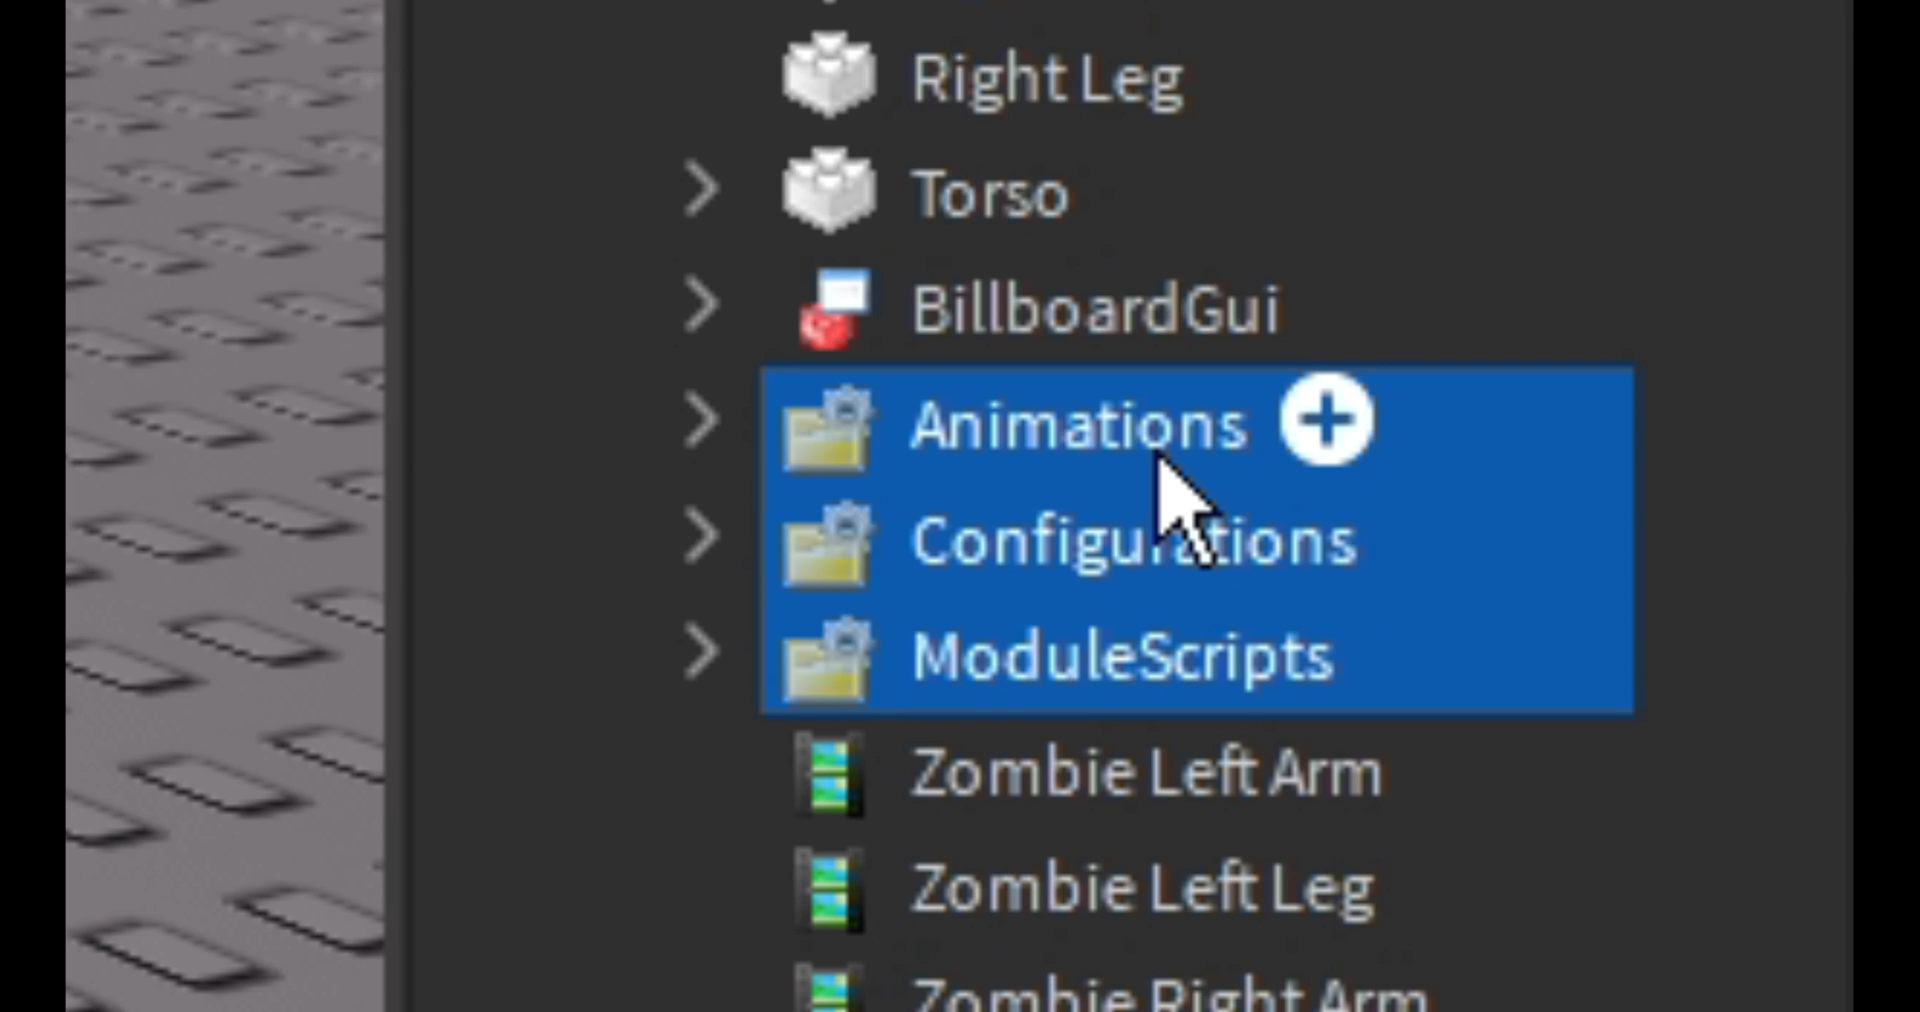 Right Leg
Torso
BillboardGui
Animations
Configurations
ModuleScripts
Zombie Left Arm
Zombie Left Leg
Zombie Right Arm